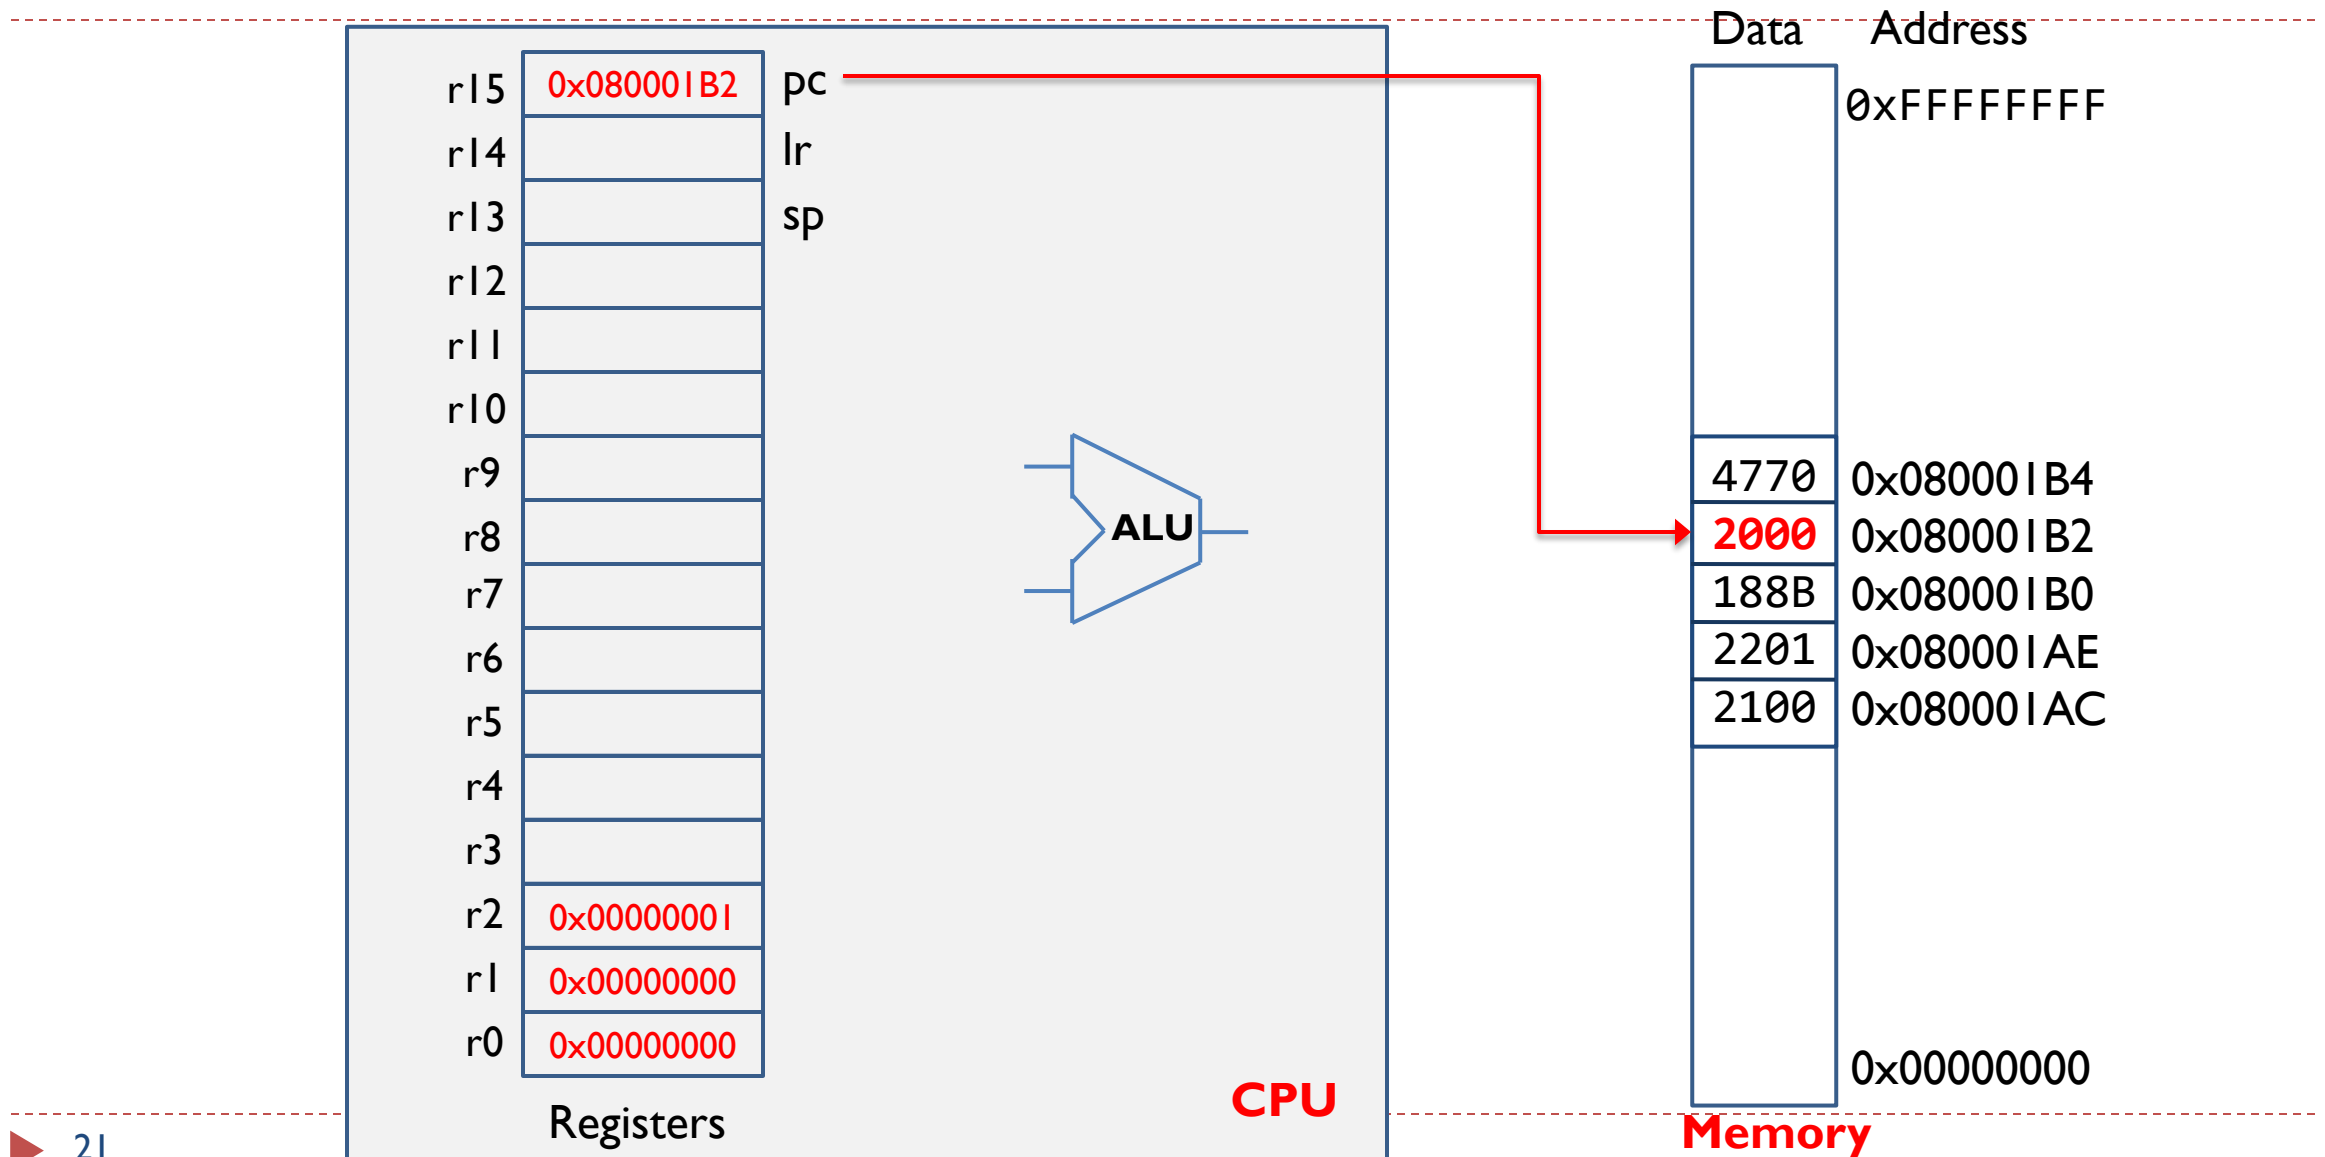 Data Address
r15 0x080001B2 pc
0xFFFFFFFF
r14 lr
r13 sp
r12
r11
r10
r9
4770 0x080001B4
r8 ALU
2000 0x080001B2
r7
188B 0x080001B0
r6
2201 0x080001AE
r5
2100 0x080001AC
r4
r3
r2 0x00000001
r1 0x00000000
r0 0x00000000
0x00000000
CPU
Registers
Memory
21